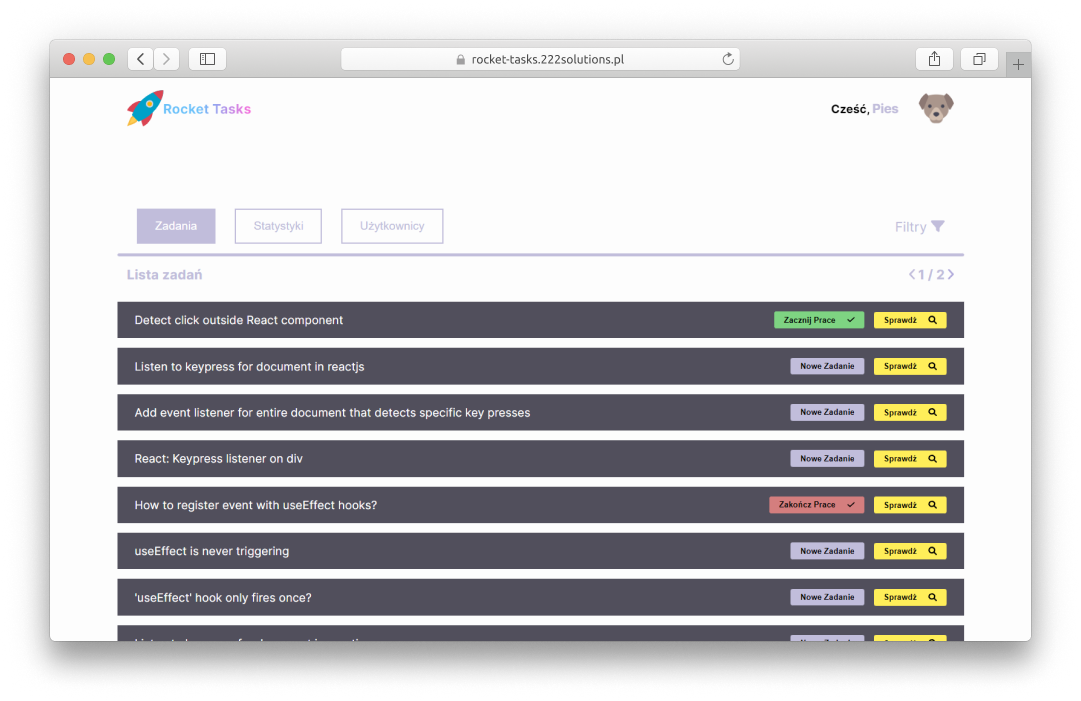 rocket-tasks.222solutions.pl
Rocket Tasks
Cześć, Pies
Zadania Statystyki Użytkownicy Filtry
Lista zadań 1 / 2
Detect click outside React component Zacznij Prace Sprawdź
Listen to keypress for document in reactjs Nowe Zadanie Sprawdź
Add event listener for entire document that detects specific key presses Nowe Zadanie Sprawdź
React: Keypress listener on div Nowe Zadanie Sprawdź
How to register event with useEffect hooks? Zakończ Prace Sprawdź
useEffect is never triggering Nowe Zadanie Sprawdź
'useEffect' hook only fires once? Nowe Zadanie Sprawdź